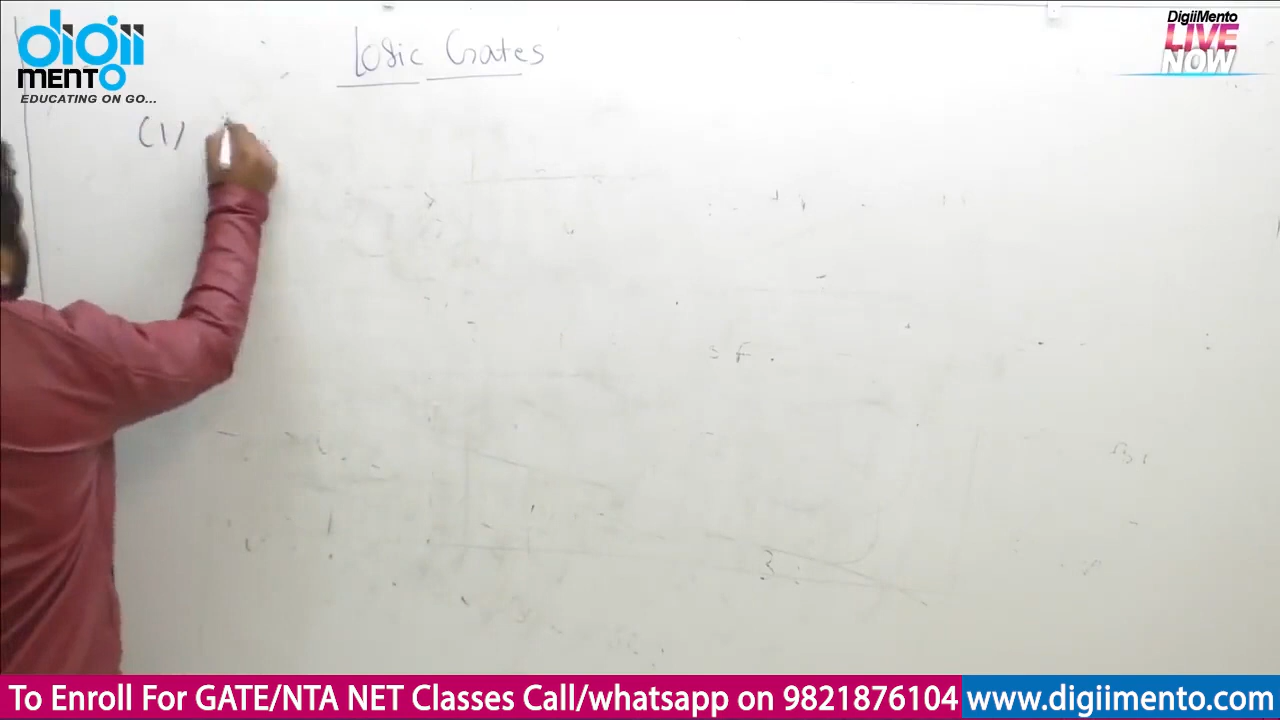 digii
MENTO
EDUCATING ON GO...
DigiiMento
LIVE
NOW
Logic Gates
(1)
To Enroll For GATE/NTA NET Classes Call/whatsapp on 9821876104 www.digiimento.com